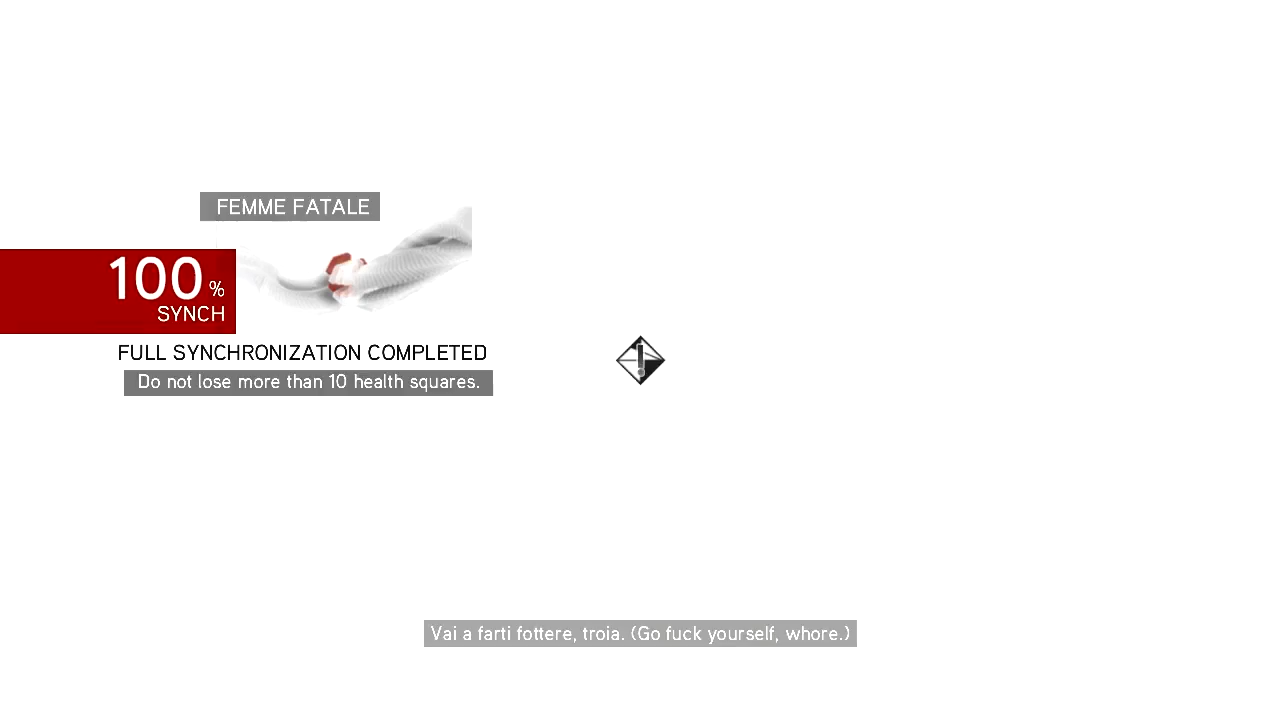 FEMME FATALE
100 %
SYNCH
FULL SYNCHRONIZATION COMPLETED
Do not lose more than 10 health squares.
Vai a farti fottere, troia. (Go fuck yourself, whore.)